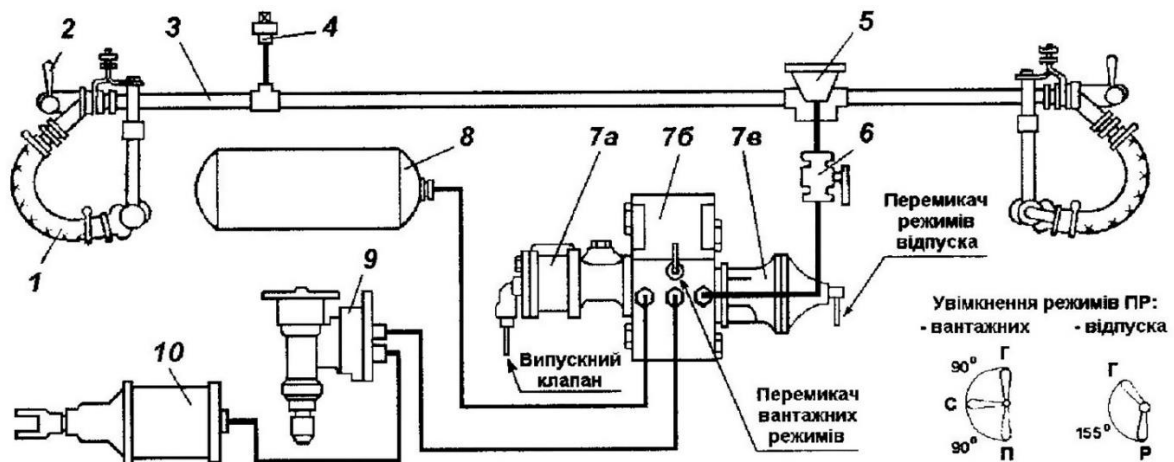 2
3
4
5
8
7а
7б
7в
6
Перемикач
режимів
відпуска
1
9
Увімкнення режимів ПР:
- вантажних
- відпуска
10
Випускний
клапан
Перемикач
вантажних
режимів
90°
Г
С
90°
П
Г
155°
Р